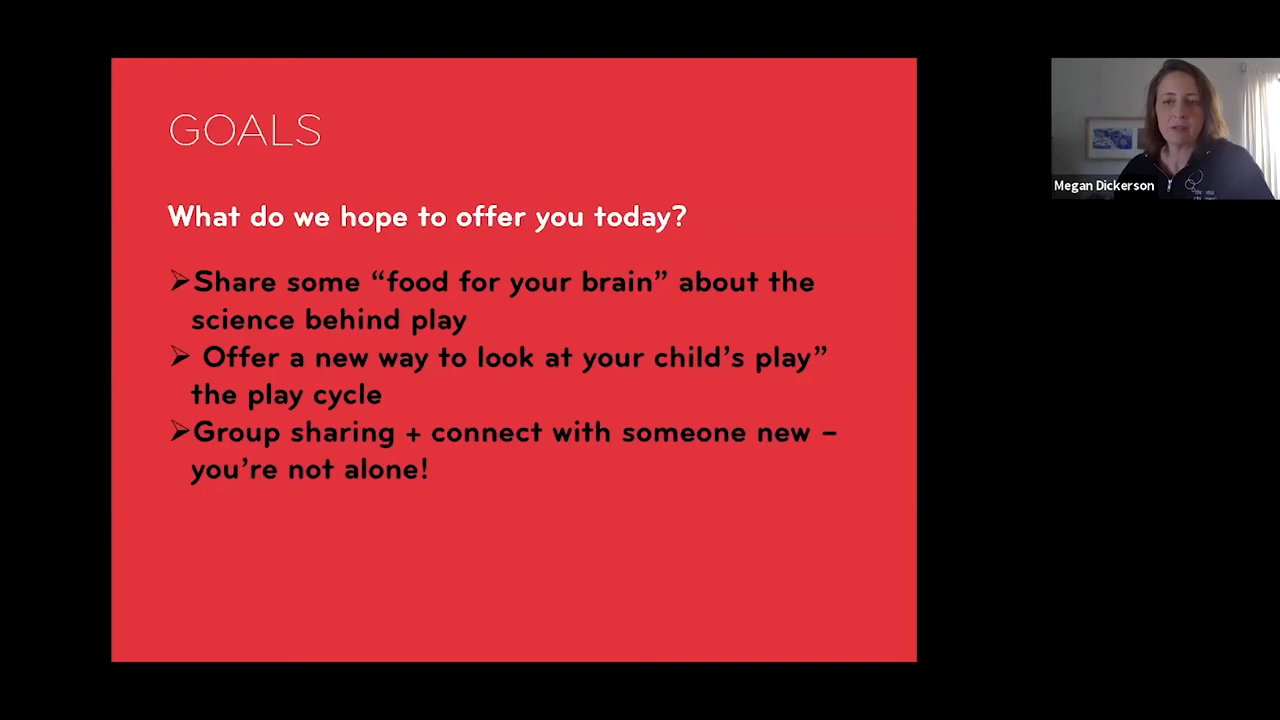 GOALS
What do we hope to offer you today?
➢Share some “food for your brain” about the
science behind play
➢ Offer a new way to look at your child’s play”
the play cycle
➢Group sharing + connect with someone new –
you’re not alone!
Megan Dickerson